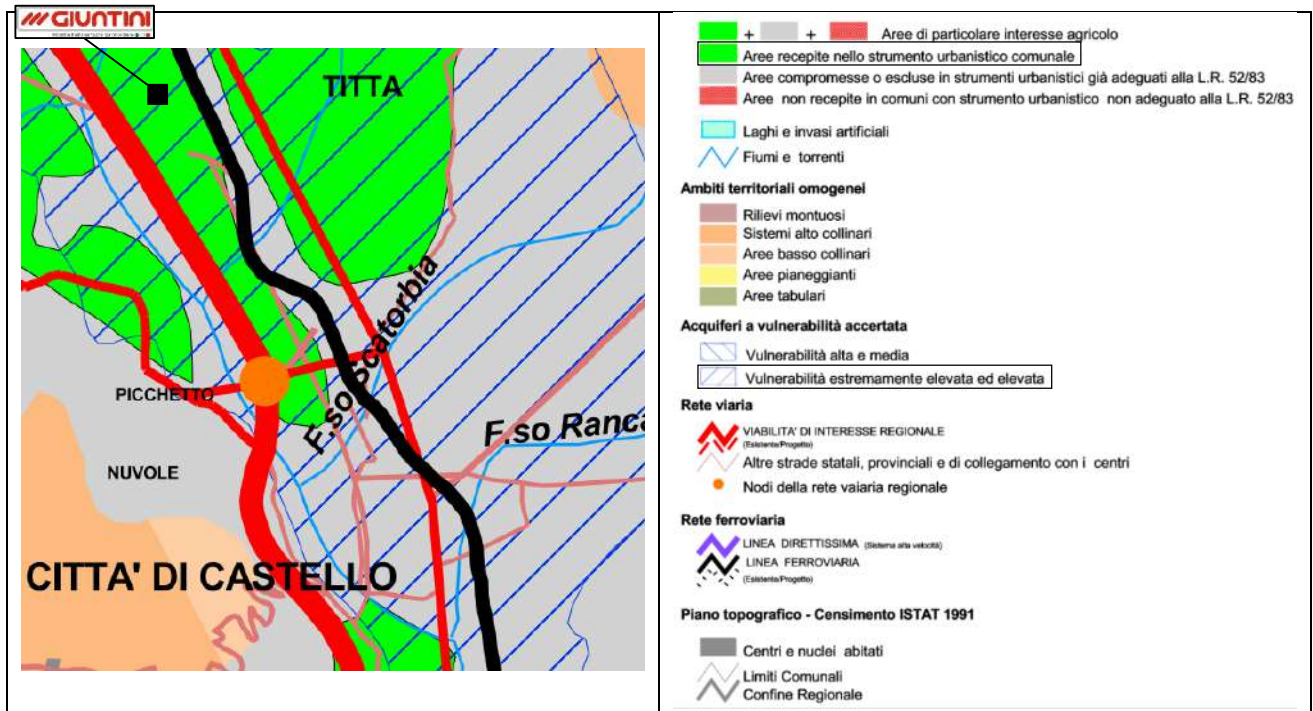 GIUNTINI
TITTA
F.so Scatorbia
PICCHETTO
F.so Ranca
NUVOLE
CITTA' DI CASTELLO
+ + Aree di particolare interesse agricolo
Aree recepite nello strumento urbanistico comunale
Aree compromesse o escluse in strumenti urbanistici già adeguati alla L.R. 52/83
Aree non recepite in comuni con strumento urbanistico non adeguato alla L.R. 52/83
Laghi e invasi artificiali
Fiumi e torrenti
Ambiti territoriali omogenei
Rilievi montuosi
Sistemi alto collinari
Aree basso collinari
Aree pianeggianti
Aree tabulari
Acquiferi a vulnerabilità accertata
Vulnerabilità alta e media
Vulnerabilità estremamente elevata ed elevata
Rete viaria
VIABILITA' DI INTERESSE REGIONALE
(Esistente/Progetto)
Altre strade statali, provinciali e di collegamento con i centri
Nodi della rete vaiaria regionale
Rete ferroviaria
LINEA DIRETTISSIMA (Sistema alta velocità)
LINEA FERROVIARIA
(Esistente/Progetto)
Piano topografico - Censimento ISTAT 1991
Centri e nuclei abitati
Limiti Comunali
Confine Regionale